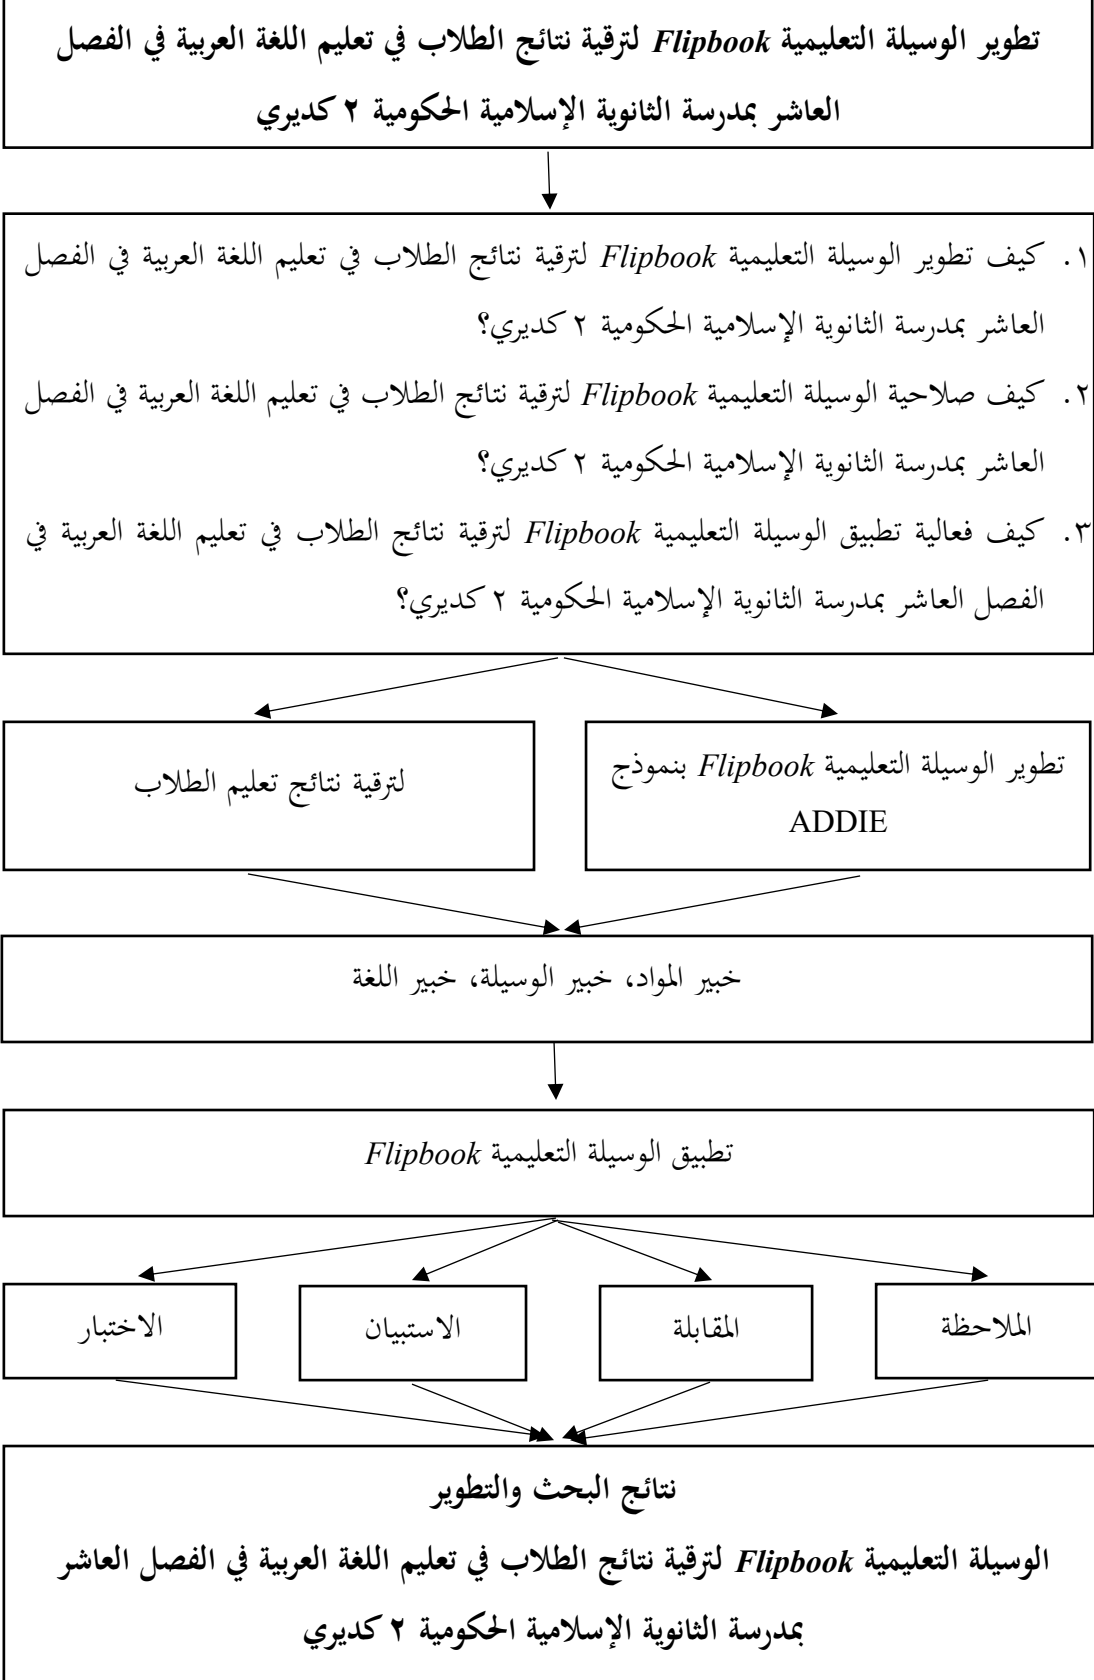 تطوير الوسيلة التعليمية Flipbook لترقية نتائج الطلاب في تعليم اللغة العربية في الفصل
العاشر بمدرسة الثانوية الإسلامية الحكومية ٢ كديري
١. كيف تطوير الوسيلة التعليمية Flipbook لترقية نتائج الطلاب في تعليم اللغة العربية في الفصل
العاشر بمدرسة الثانوية الإسلامية الحكومية ٢ كديري؟
٢. كيف صلاحية الوسيلة التعليمية Flipbook لترقية نتائج الطلاب في تعليم اللغة العربية في الفصل
العاشر بمدرسة الثانوية الإسلامية الحكومية ٢ كديري؟
٣. كيف فعالية تطبيق الوسيلة التعليمية Flipbook لترقية نتائج الطلاب في تعليم اللغة العربية في
الفصل العاشر بمدرسة الثانوية الإسلامية الحكومية ٢ كديري؟
تطوير الوسيلة التعليمية Flipbook بنموذج
ADDIE
لترقية نتائج تعليم الطلاب
خبير المواد، خبير الوسيلة، خبير اللغة
تطبيق الوسيلة التعليمية Flipbook
الملاحظة
المقابلة
الاستبيان
الاختبار
نتائج البحث والتطوير
الوسيلة التعليمية Flipbook لترقية نتائج الطلاب في تعليم اللغة العربية في الفصل العاشر
بمدرسة الثانوية الإسلامية الحكومية ٢ كديري